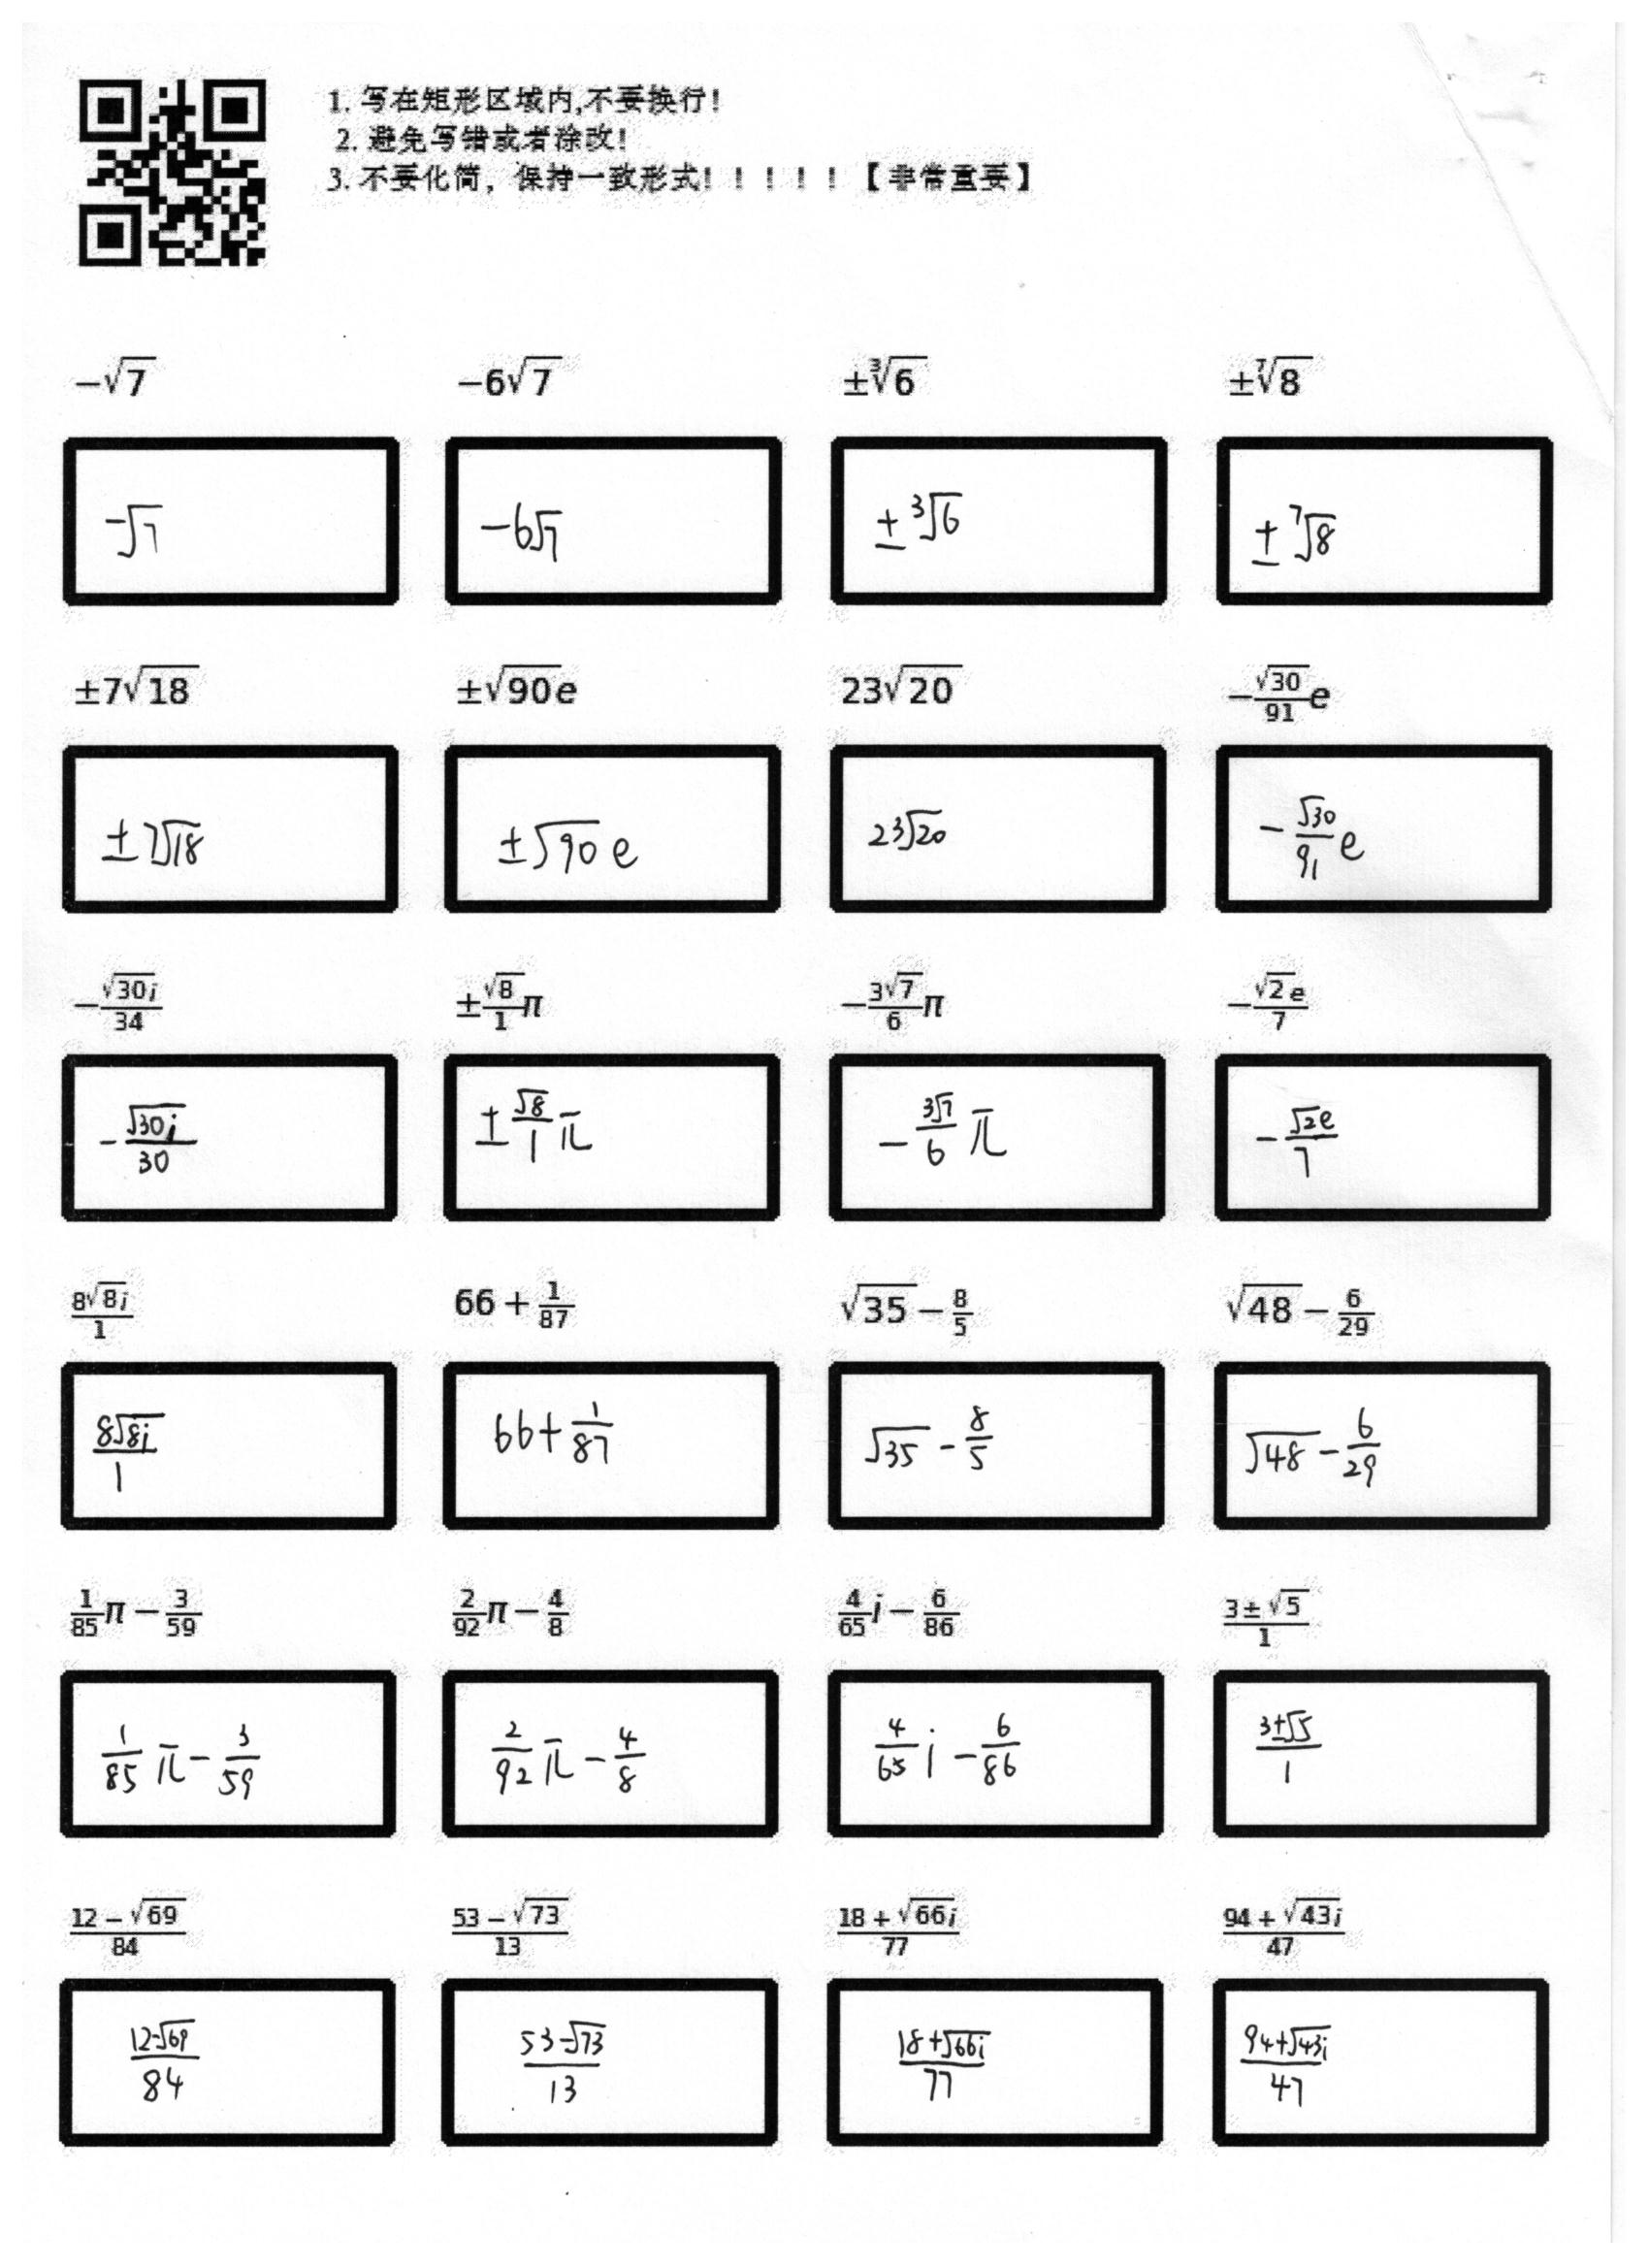 1. 写在矩形区域内,不要换行!
2. 避免写错或者涂改!
3. 不要化简，保持一致形式! ! ! ! ! 【非常重要】
$-\sqrt{7}$ $-6\sqrt{7}$ $\pm\sqrt[3]{6}$ $\pm\sqrt[7]{8}$
$-\sqrt{7}$ $-6\sqrt{7}$ $\pm\sqrt[3]{6}$ $\pm\sqrt[7]{8}$
$\pm7\sqrt{18}$ $\pm\sqrt{90}e$ $23\sqrt{20}$ $-\frac{\sqrt{30}}{91}e$
$\pm7\sqrt{18}$ $\pm\sqrt{90}e$ $23\sqrt{20}$ $-\frac{\sqrt{30}}{91}e$
$-\frac{\sqrt{30}i}{34}$ $\pm\frac{\sqrt{8}}{1}\pi$ $-\frac{3\sqrt{7}}{6}\pi$ $-\frac{\sqrt{2}e}{7}$
$-\frac{\sqrt{30i}}{30}$ $\pm\frac{\sqrt{8}}{1}\pi$ $-\frac{3\sqrt{7}}{6}\pi$ $-\frac{\sqrt{2}e}{7}$
$\frac{8\sqrt{8}i}{1}$ $66+\frac{1}{87}$ $\sqrt{35}-\frac{8}{5}$ $\sqrt{48}-\frac{6}{29}$
$\frac{8\sqrt{8i}}{1}$ $66+\frac{1}{87}$ $\sqrt{35}-\frac{8}{5}$ $\sqrt{48}-\frac{6}{29}$
$\frac{1}{85}\pi-\frac{3}{59}$ $\frac{2}{92}\pi-\frac{4}{8}$ $\frac{4}{65}i-\frac{6}{86}$ $\frac{3\pm\sqrt{5}}{1}$
$\frac{1}{85}\pi-\frac{3}{59}$ $\frac{2}{92}\pi-\frac{4}{8}$ $\frac{4}{65}i-\frac{6}{86}$ $\frac{3\pm\sqrt{5}}{1}$
$\frac{12-\sqrt{69}}{84}$ $\frac{53-\sqrt{73}}{13}$ $\frac{18+\sqrt{66}i}{77}$ $\frac{94+\sqrt{43}i}{47}$
$\frac{12-\sqrt{69}}{84}$ $\frac{53-\sqrt{73}}{13}$ $\frac{18+\sqrt{66i}}{77}$ $\frac{94+\sqrt{43i}}{47}$